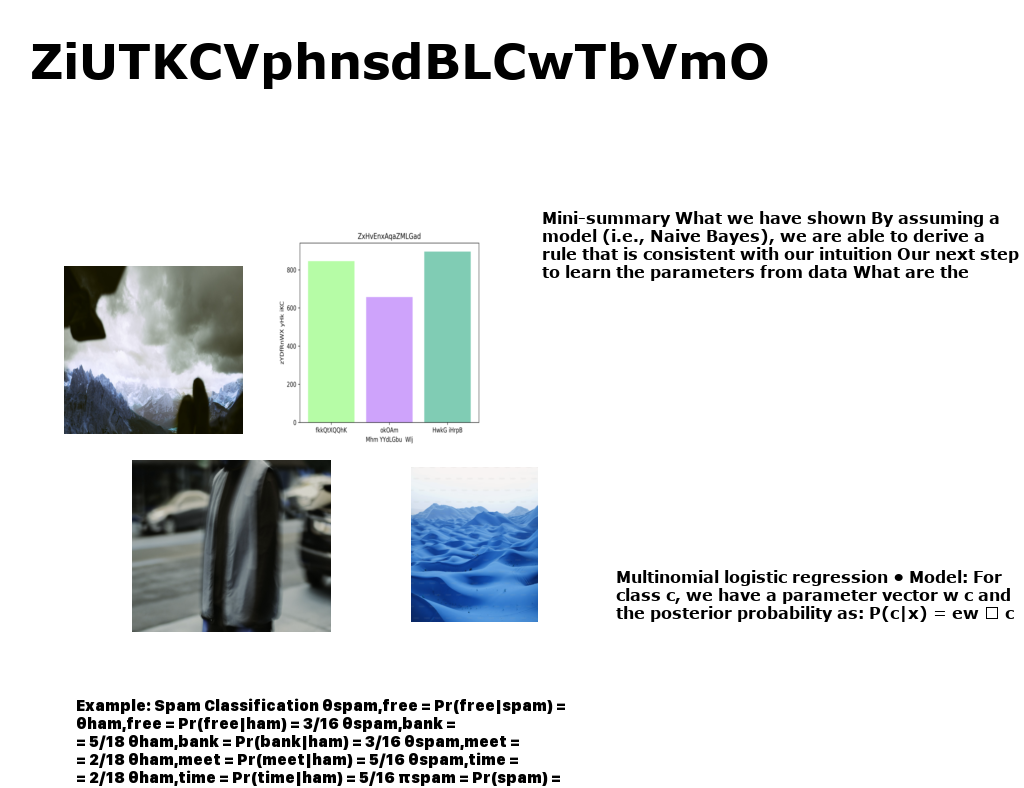 ZiUTKCVphnsdBLCwTbVmO
Mini-summary What we have shown By assuming a
model (i.e., Naive Bayes), we are able to derive a
rule that is consistent with our intuition Our next step
to learn the parameters from data What are the
ZxHvEnxAqaZMLGad
800
600
400
200
0
zYDfRnWX yHk iKC
fkkQtXQQhK okOAm HwkG iHrpB
Mhm YYdLGbu Wlj
Multinomial logistic regression • Model: For
class c, we have a parameter vector w c and
the posterior probability as: P(c|x) = ew □ c
Example: Spam Classification θspam,free = Pr(free|spam) =
θham,free = Pr(free|ham) = 3/16 θspam,bank =
= 5/18 θham,bank = Pr(bank|ham) = 3/16 θspam,meet =
= 2/18 θham,meet = Pr(meet|ham) = 5/16 θspam,time =
= 2/18 θham,time = Pr(time|ham) = 5/16 πspam = Pr(spam) =